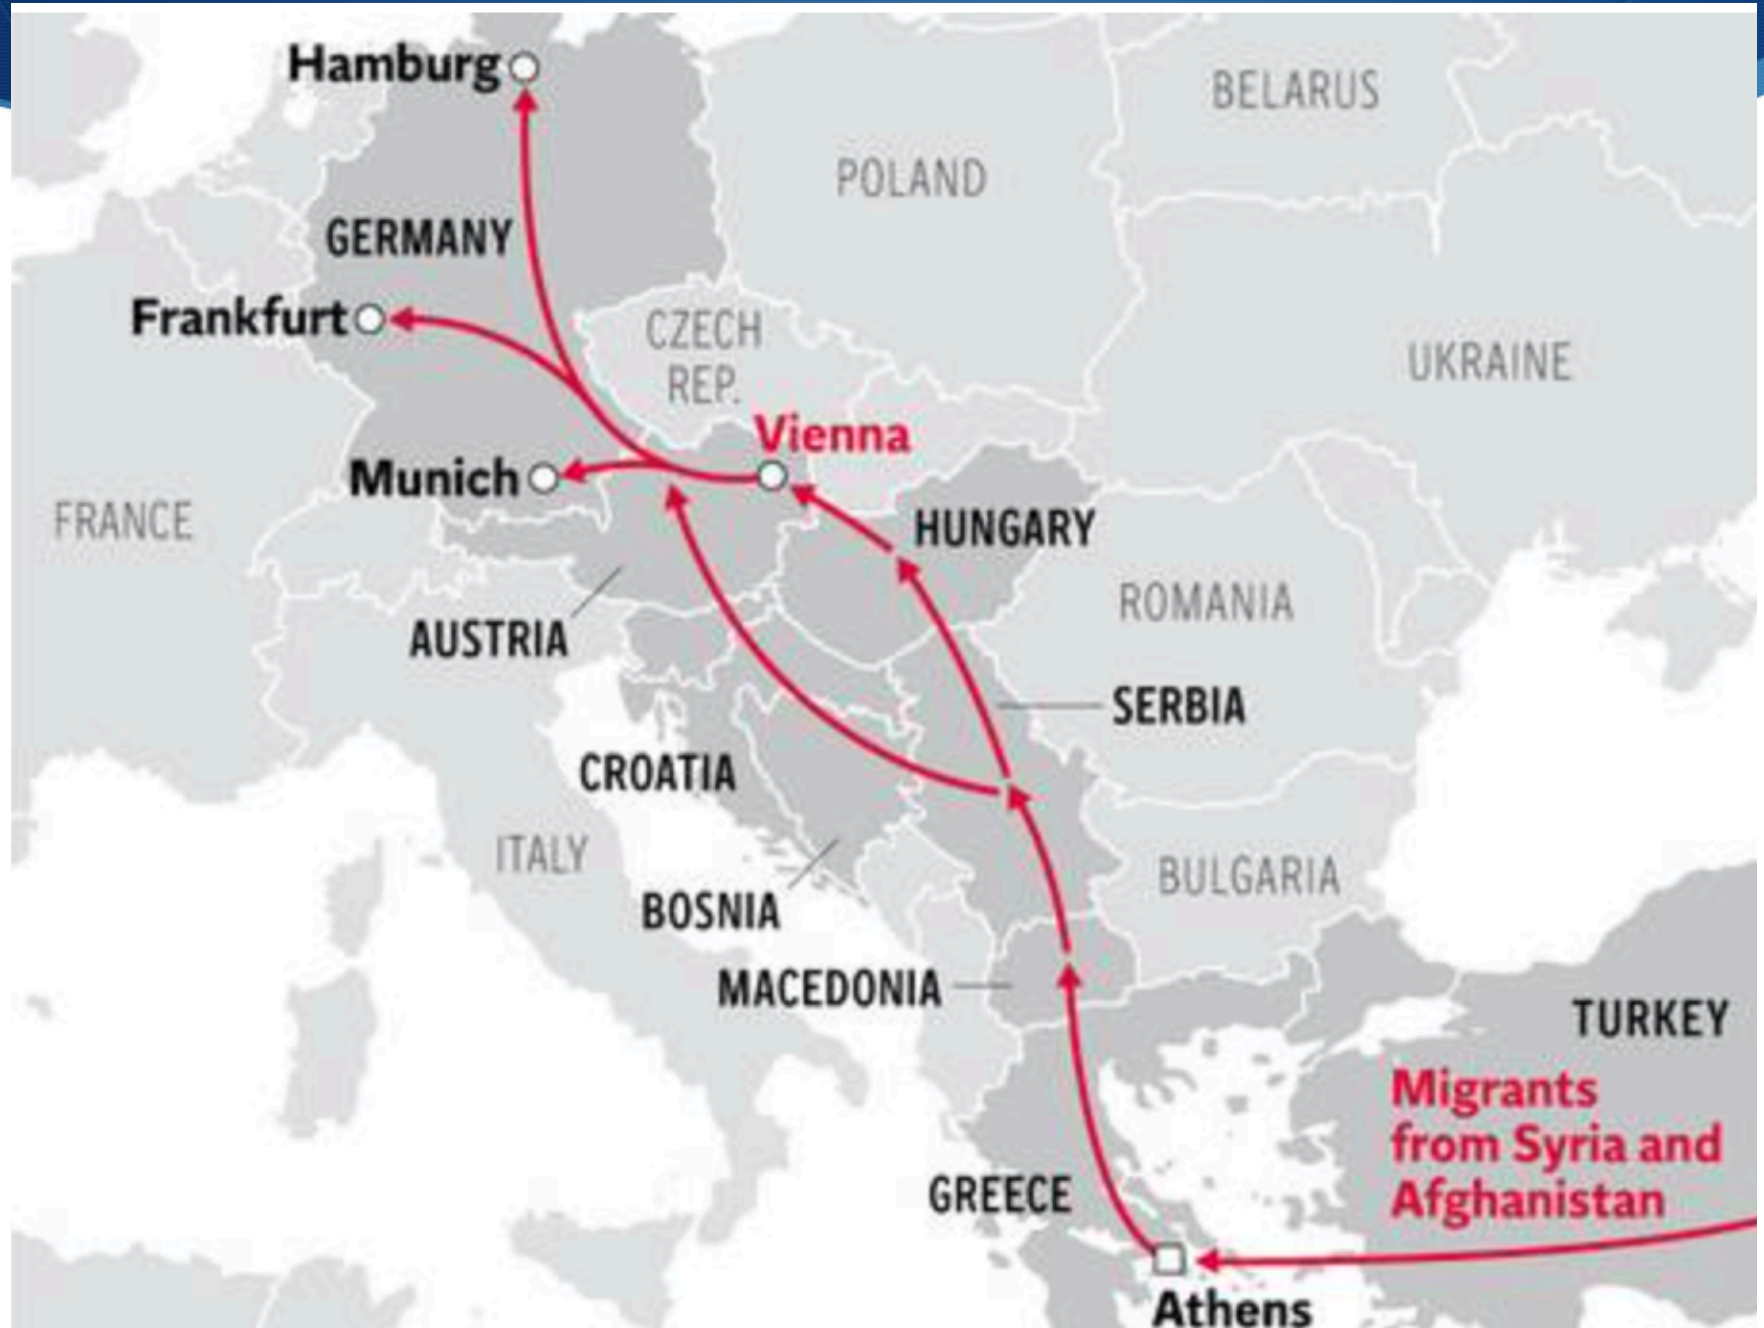 Hamburg
BELARUS
POLAND
GERMANY
Frankfurt
CZECH
REP.
UKRAINE
Vienna
Munich
FRANCE
HUNGARY
ROMANIA
AUSTRIA
SERBIA
CROATIA
ITALY
BULGARIA
BOSNIA
MACEDONIA
TURKEY
Migrants
from Syria and
Afghanistan
GREECE
Athens